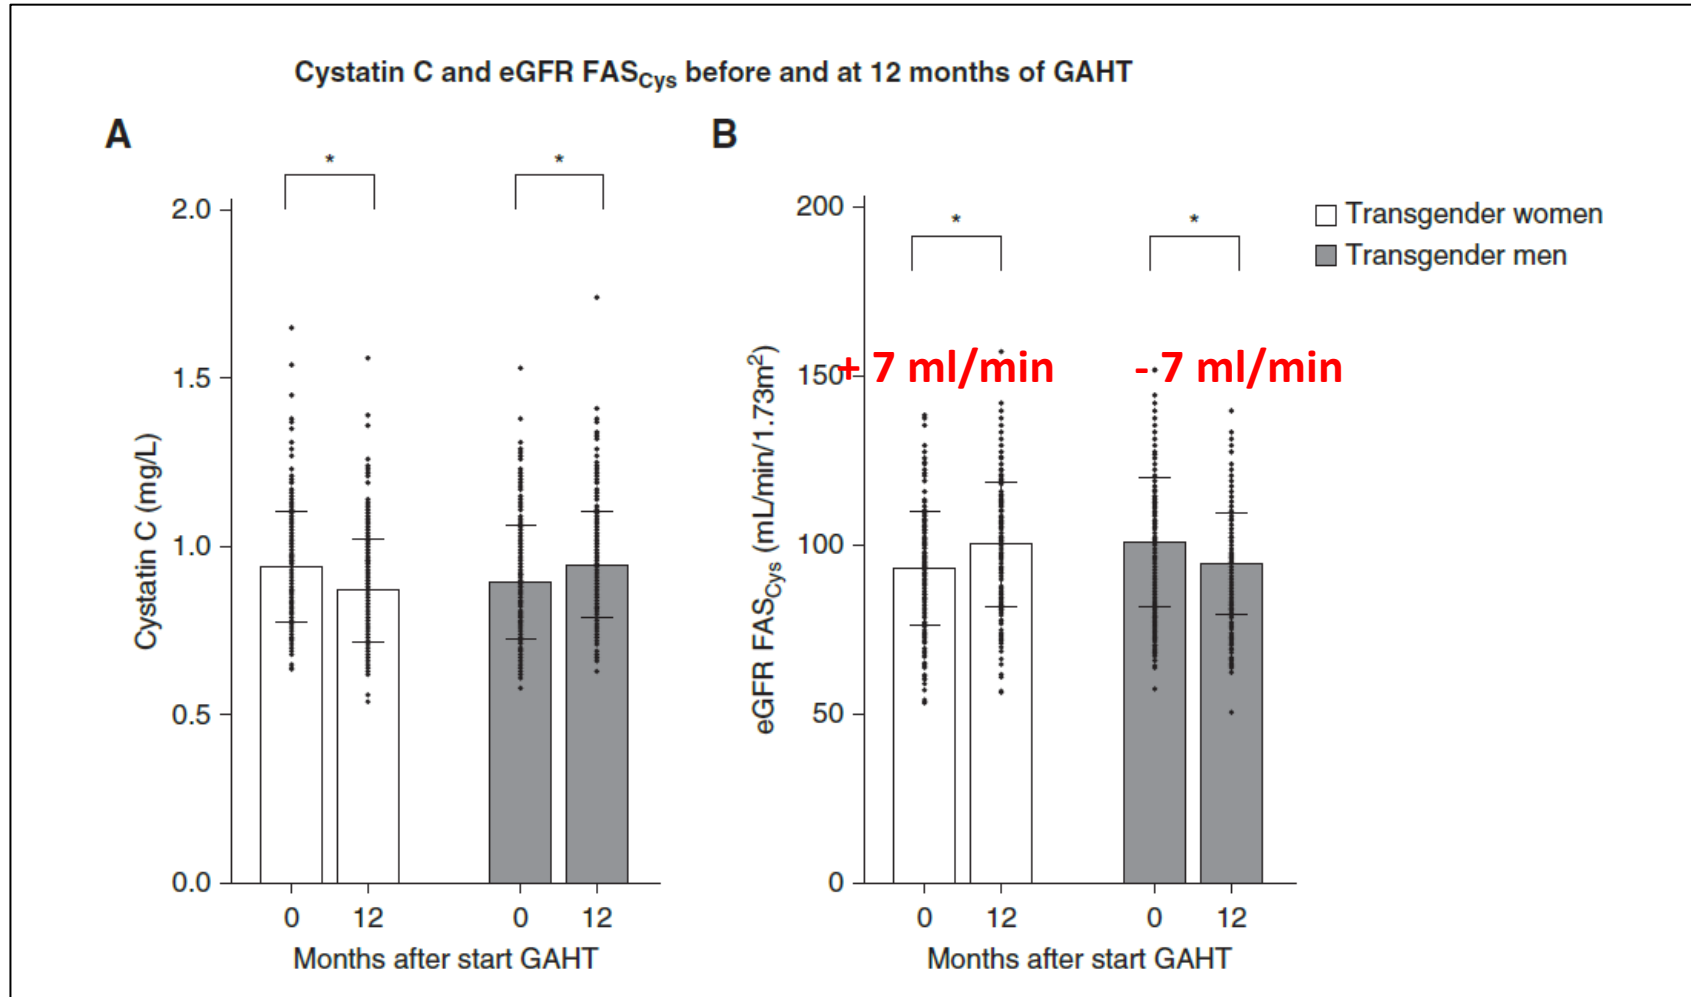 Cystatin C and eGFR FASCys before and at 12 months of GAHT
A
*
*
2.0
1.5
1.0
0.5
0.0
Cystatin C (mg/L)
0
12
0
12
Months after start GAHT
B
*
*
200
150
100
50
0
eGFR FASCys (mL/min/1.73m2)
+ 7 ml/min
- 7 ml/min
0
12
0
12
Months after start GAHT
Transgender women
Transgender men